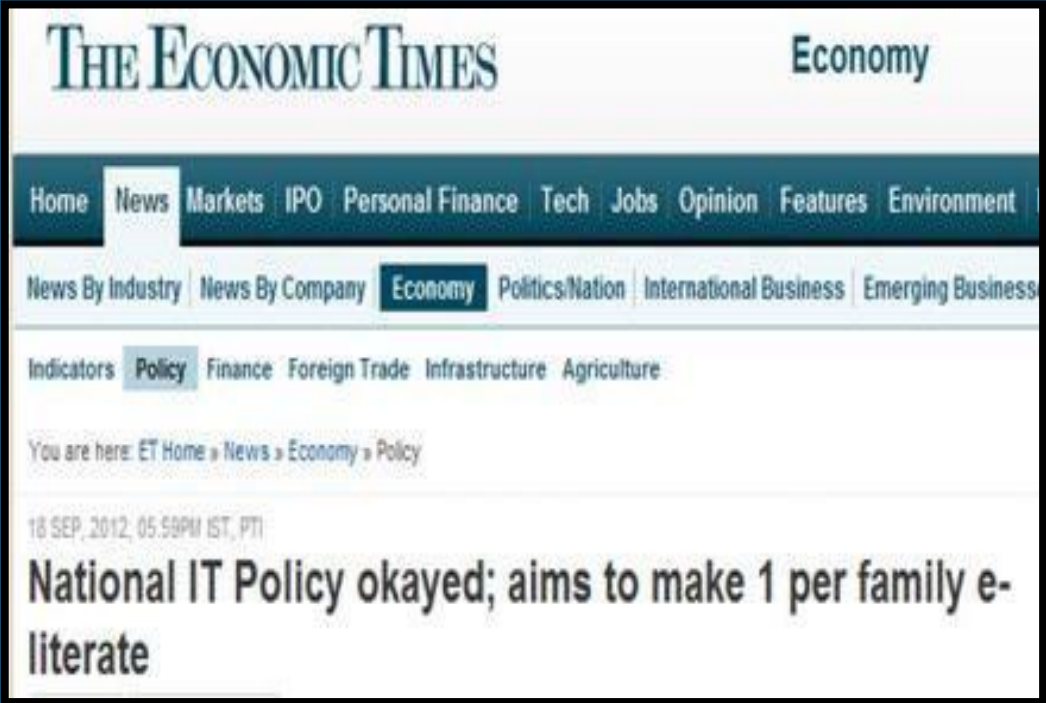 THE ECONOMIC TIMES
Economy
Home News Markets IPO Personal Finance Tech Jobs Opinion Features Environment
News By Industry News By Company Economy Politics/Nation International Business Emerging Business
Indicators Policy Finance Foreign Trade Infrastructure Agriculture
You are here: ET Home » News » Economy » Policy
18 SEP, 2012, 05.59PM IST, PTI
National IT Policy okayed; aims to make 1 per family e-
literate